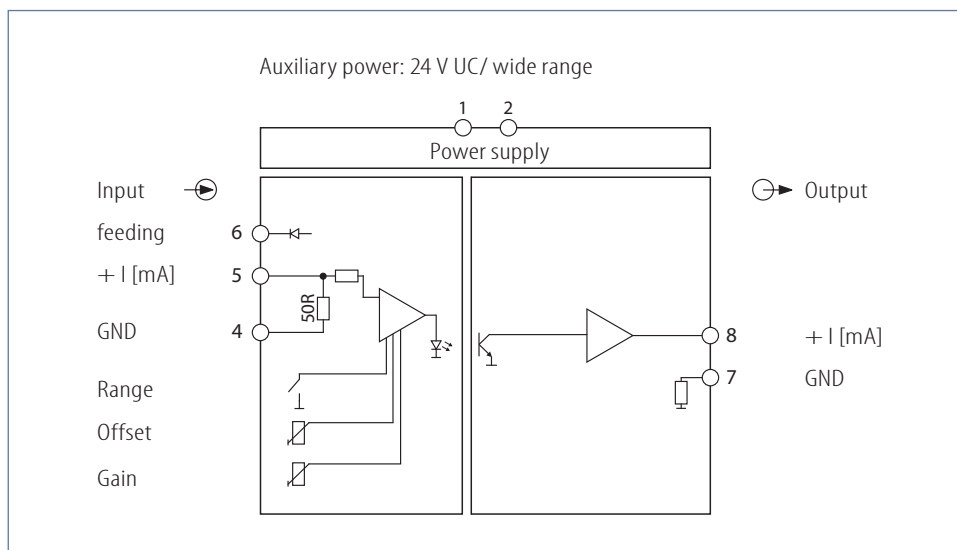 Auxiliary power: 24 V UC/ wide range
1 2
Power supply
Input
Output
feeding 6
+ I [mA] 5
50R
GND 4
8 + I [mA]
7 GND
Range
Offset
Gain